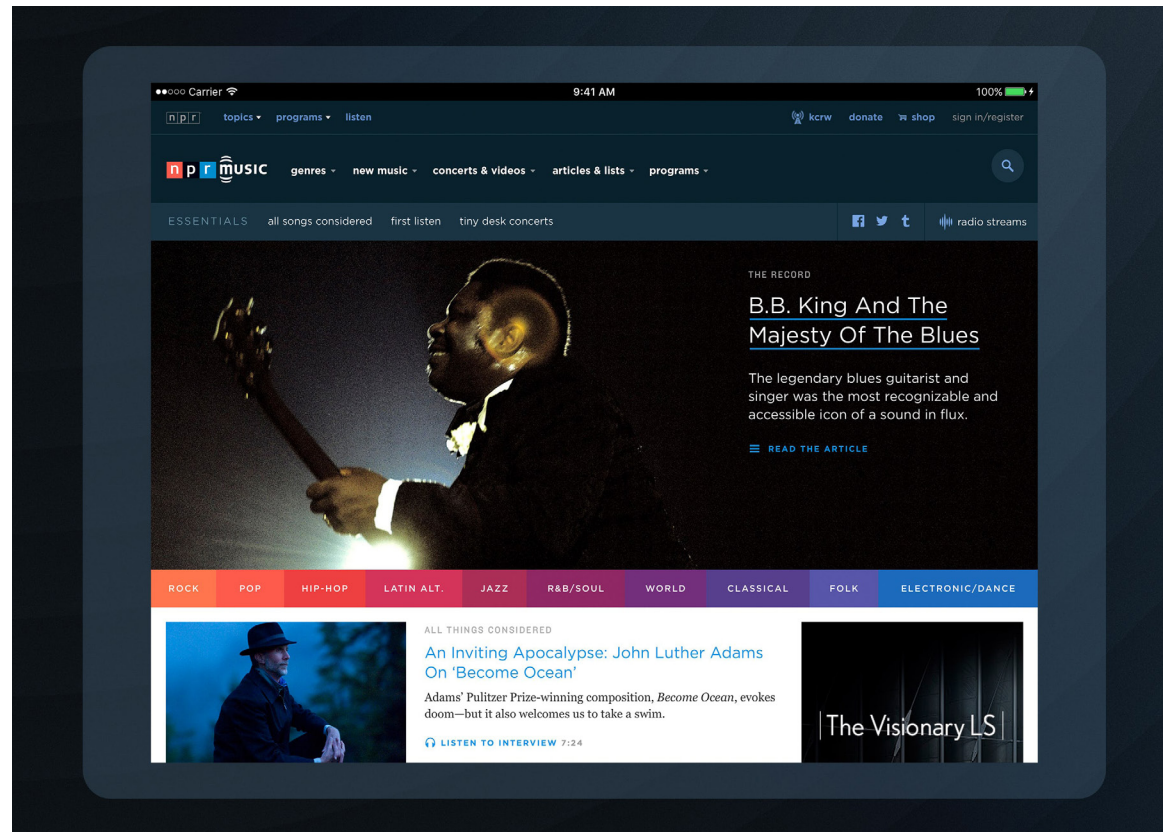 Carrier 9:41 AM 100%
npr topics programs listen kcrw donate shop sign in/register
npr music genres new music concerts & videos articles & lists programs
ESSENTIALS all songs considered first listen tiny desk concerts radio streams
THE RECORD
B.B. King And The
Majesty Of The Blues
The legendary blues guitarist and
singer was the most recognizable and
accessible icon of a sound in flux.
READ THE ARTICLE
ROCK POP HIP-HOP LATIN ALT. JAZZ R&B/SOUL WORLD CLASSICAL FOLK ELECTRONIC/DANCE
ALL THINGS CONSIDERED
An Inviting Apocalypse: John Luther Adams
On ‘Become Ocean’
Adams’ Pulitzer Prize-winning composition, Become Ocean, evokes
doom—but it also welcomes us to take a swim.
LISTEN TO INTERVIEW 7:24
|The Visionary LS|